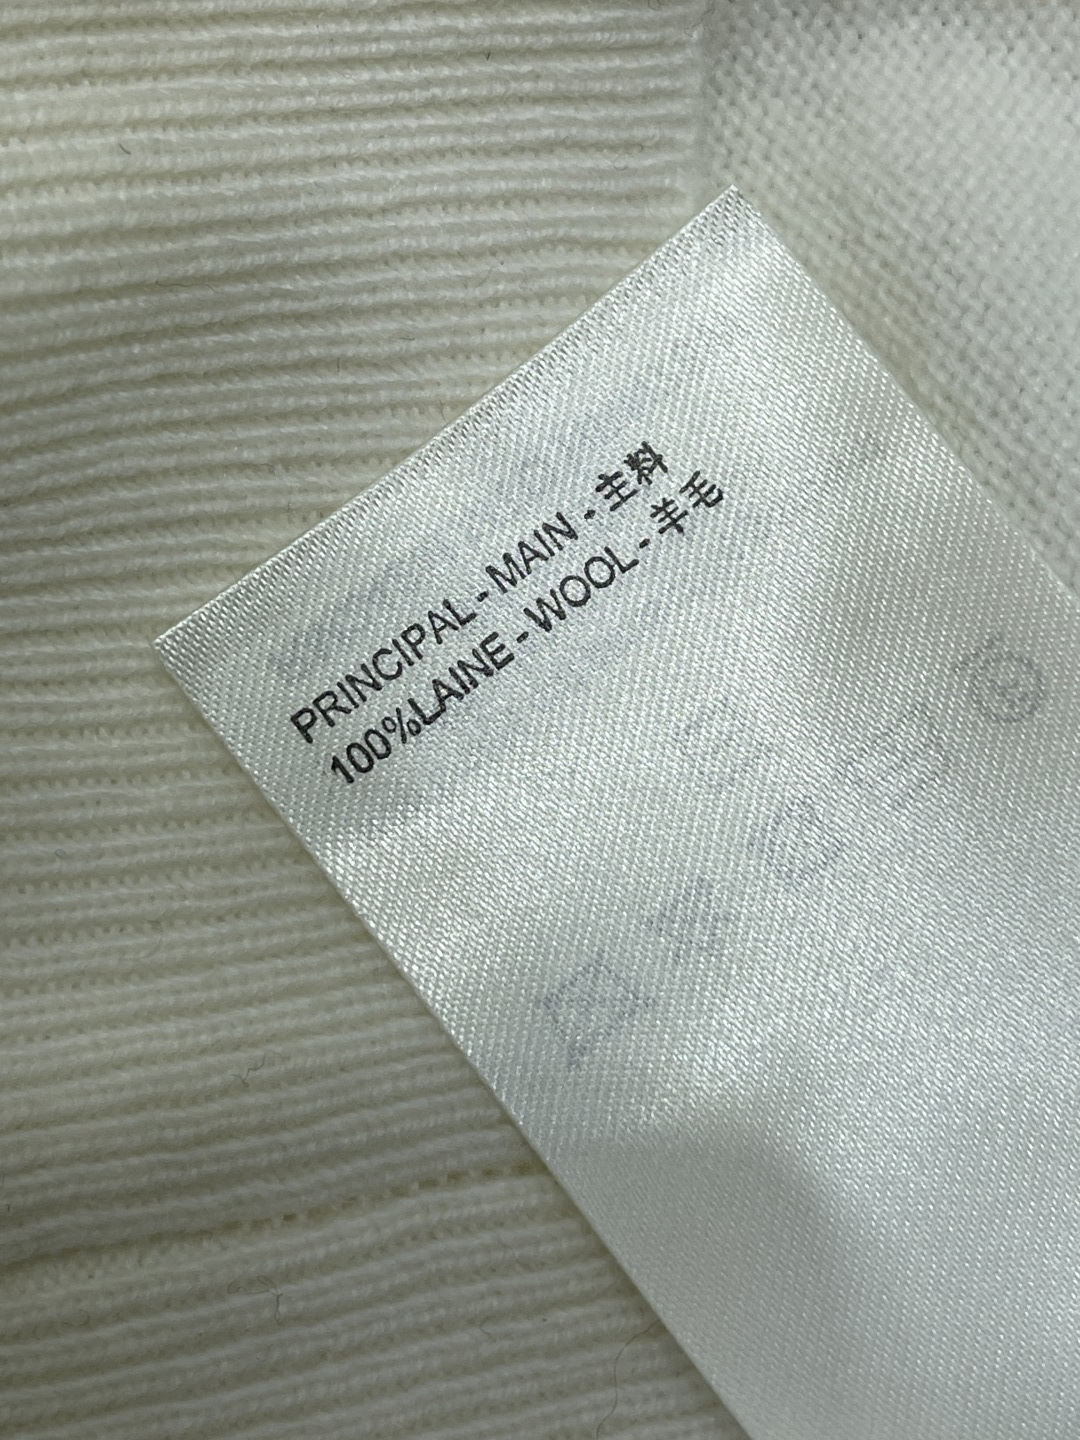 PRINCIPAL - MAIN - 主料
100%LAINE - WOOL - 羊毛